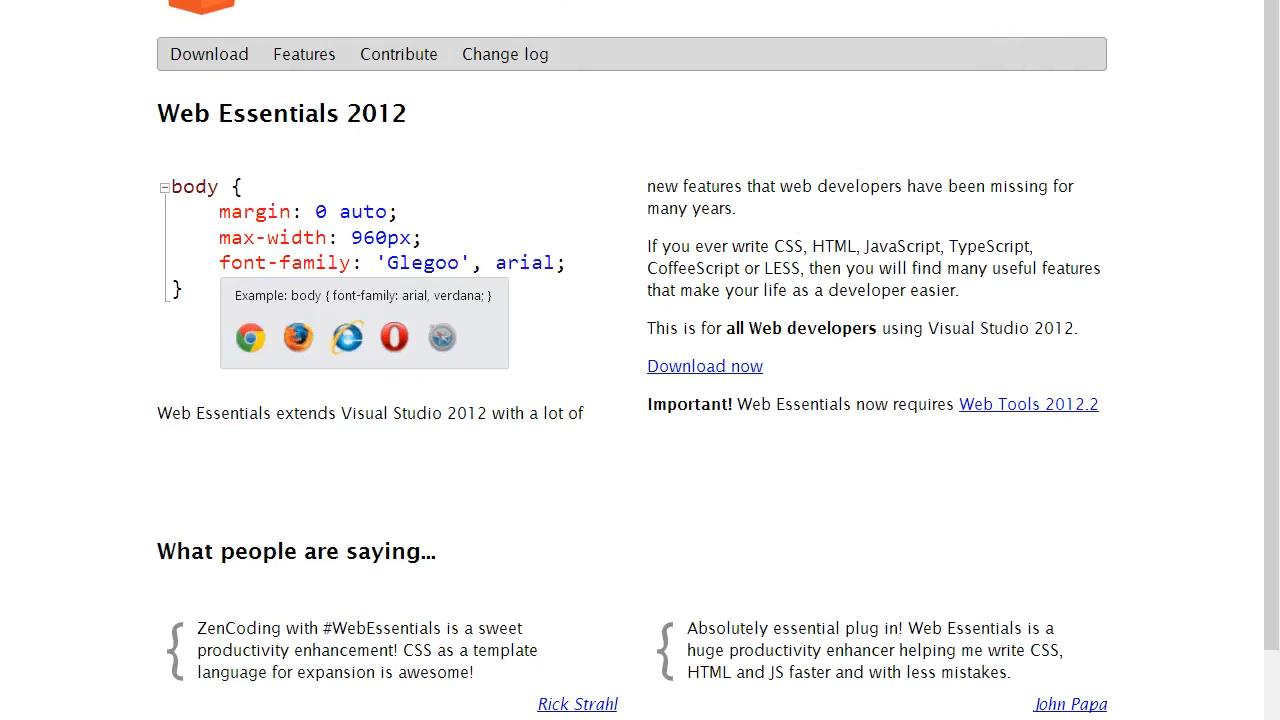 Download Features Contribute Change log
Web Essentials 2012
body {
margin: 0 auto;
max-width: 960px;
font-family: 'Glegoo', arial;
}
Example: body { font-family: arial, verdana; }
Web Essentials extends Visual Studio 2012 with a lot of
new features that web developers have been missing for
many years.
If you ever write CSS, HTML, JavaScript, TypeScript,
CoffeeScript or LESS, then you will find many useful features
that make your life as a developer easier.
This is for all Web developers using Visual Studio 2012.
Download now
Important! Web Essentials now requires Web Tools 2012.2
What people are saying...
ZenCoding with #WebEssentials is a sweet
productivity enhancement! CSS as a template
language for expansion is awesome!
Rick Strahl
Absolutely essential plug in! Web Essentials is a
huge productivity enhancer helping me write CSS,
HTML and JS faster and with less mistakes.
John Papa